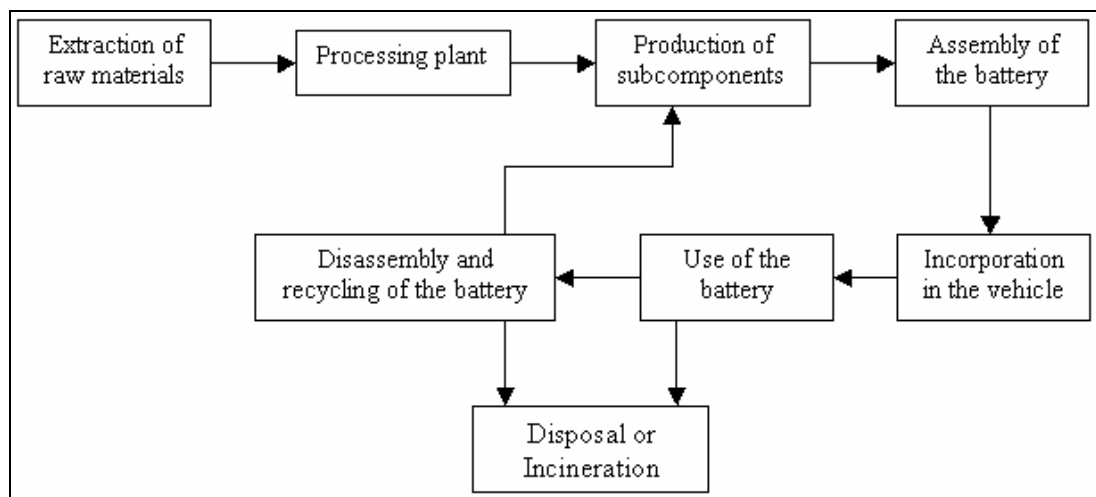 Extraction of
raw materials
Processing plant
Production of
subcomponents
Assembly of
the battery
Disassembly and
recycling of the battery
Use of the
battery
Incorporation
in the vehicle
Disposal or
Incineration